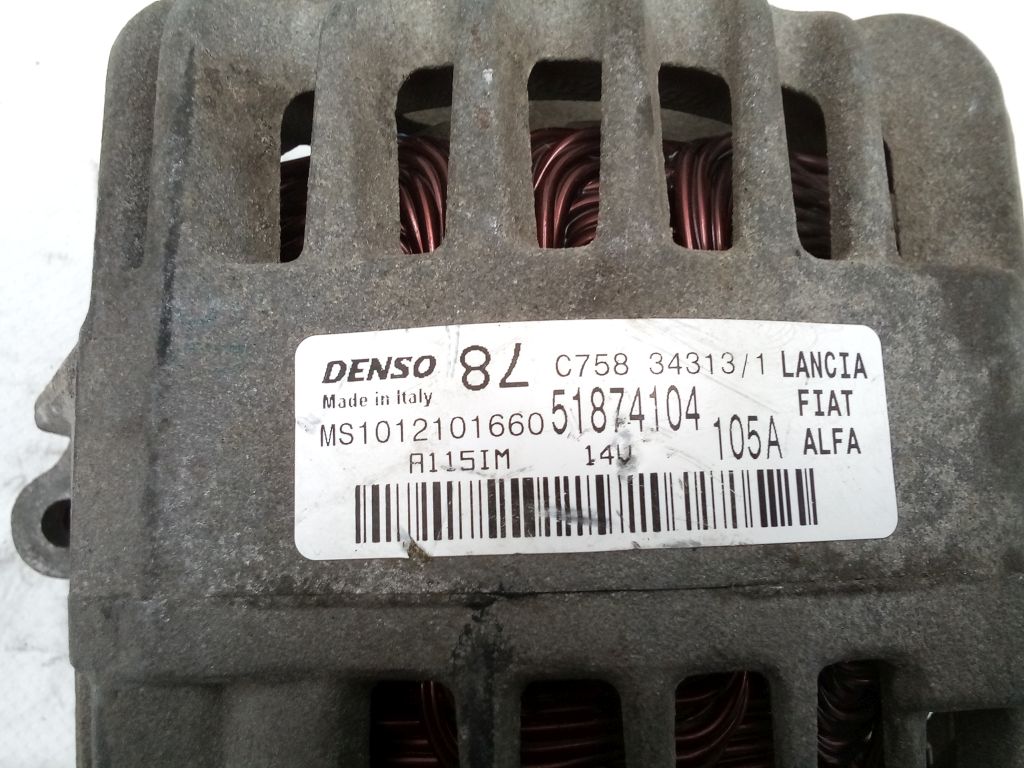 DENSO 8L C758 34313/1 LANCIA
Made in Italy FIAT
MS1012101660 51874104 105A ALFA
A115IM 14V